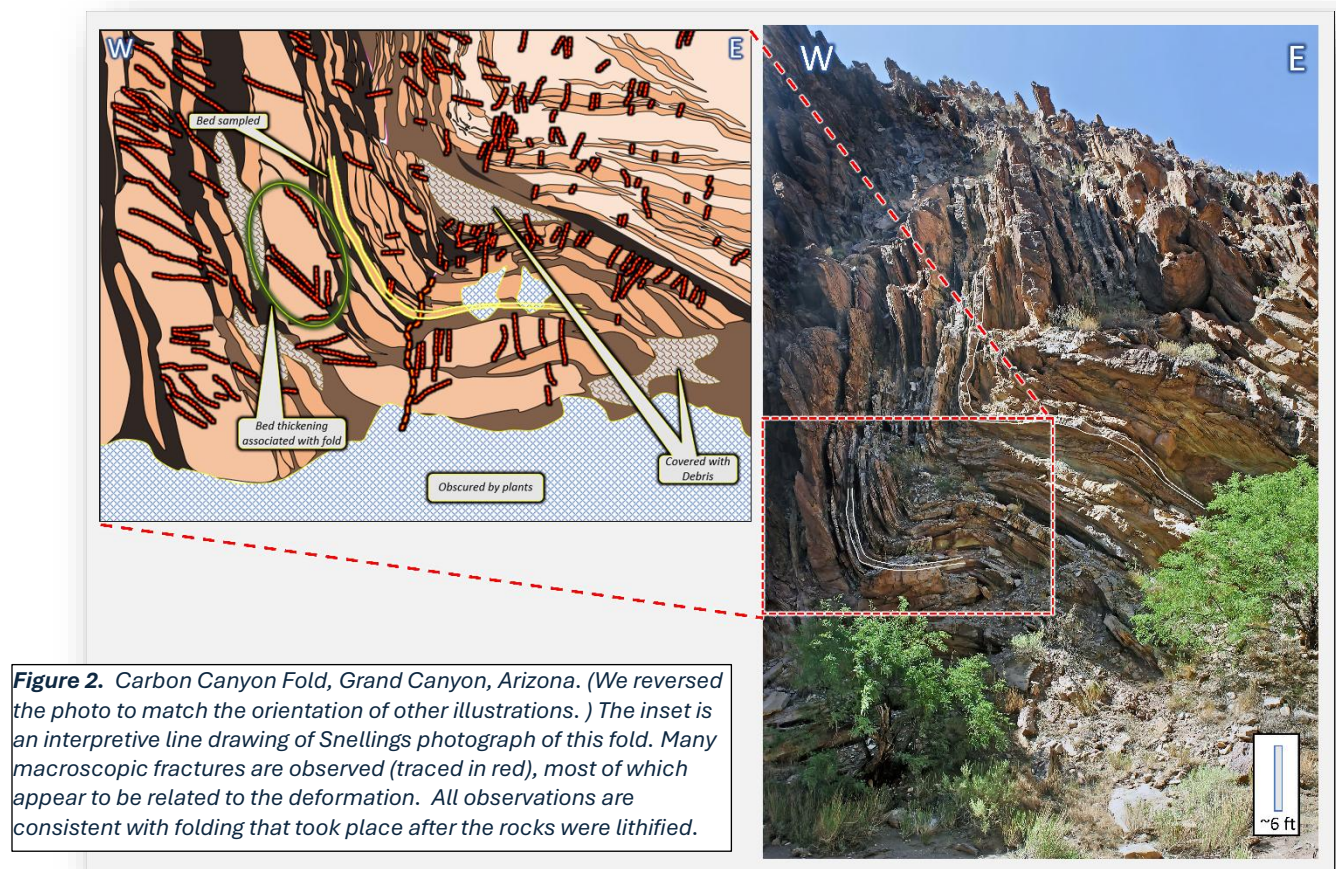 W
E
Bed sampled
Bed thickening
associated with fold
Covered with
Debris
Obscured by plants
W
E
~6 ft
Figure 2. Carbon Canyon Fold, Grand Canyon, Arizona. (We reversed
the photo to match the orientation of other illustrations. ) The inset is
an interpretive line drawing of Snellings photograph of this fold. Many
macroscopic fractures are observed (traced in red), most of which
appear to be related to the deformation. All observations are
consistent with folding that took place after the rocks were lithified.